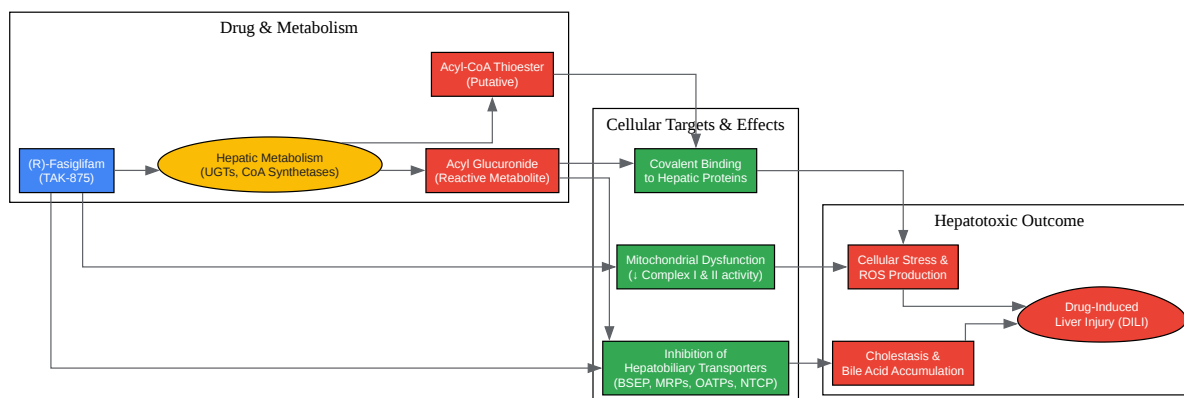 Drug & Metabolism
Acyl-CoA Thioester
(Putative)
(R)-Fasiglifam
(TAK-875)
Hepatic Metabolism
(UGTs, CoA Synthetases)
Acyl Glucuronide
(Reactive Metabolite)
Cellular Targets & Effects
Covalent Binding
to Hepatic Proteins
Mitochondrial Dysfunction
(↓ Complex I & II activity)
Inhibition of
Hepatobiliary Transporters
(BSEP, MRPs, OATPs, NTCP)
Hepatotoxic Outcome
Cellular Stress &
ROS Production
Drug-Induced
Liver Injury (DILI)
Cholestasis &
Bile Acid Accumulation